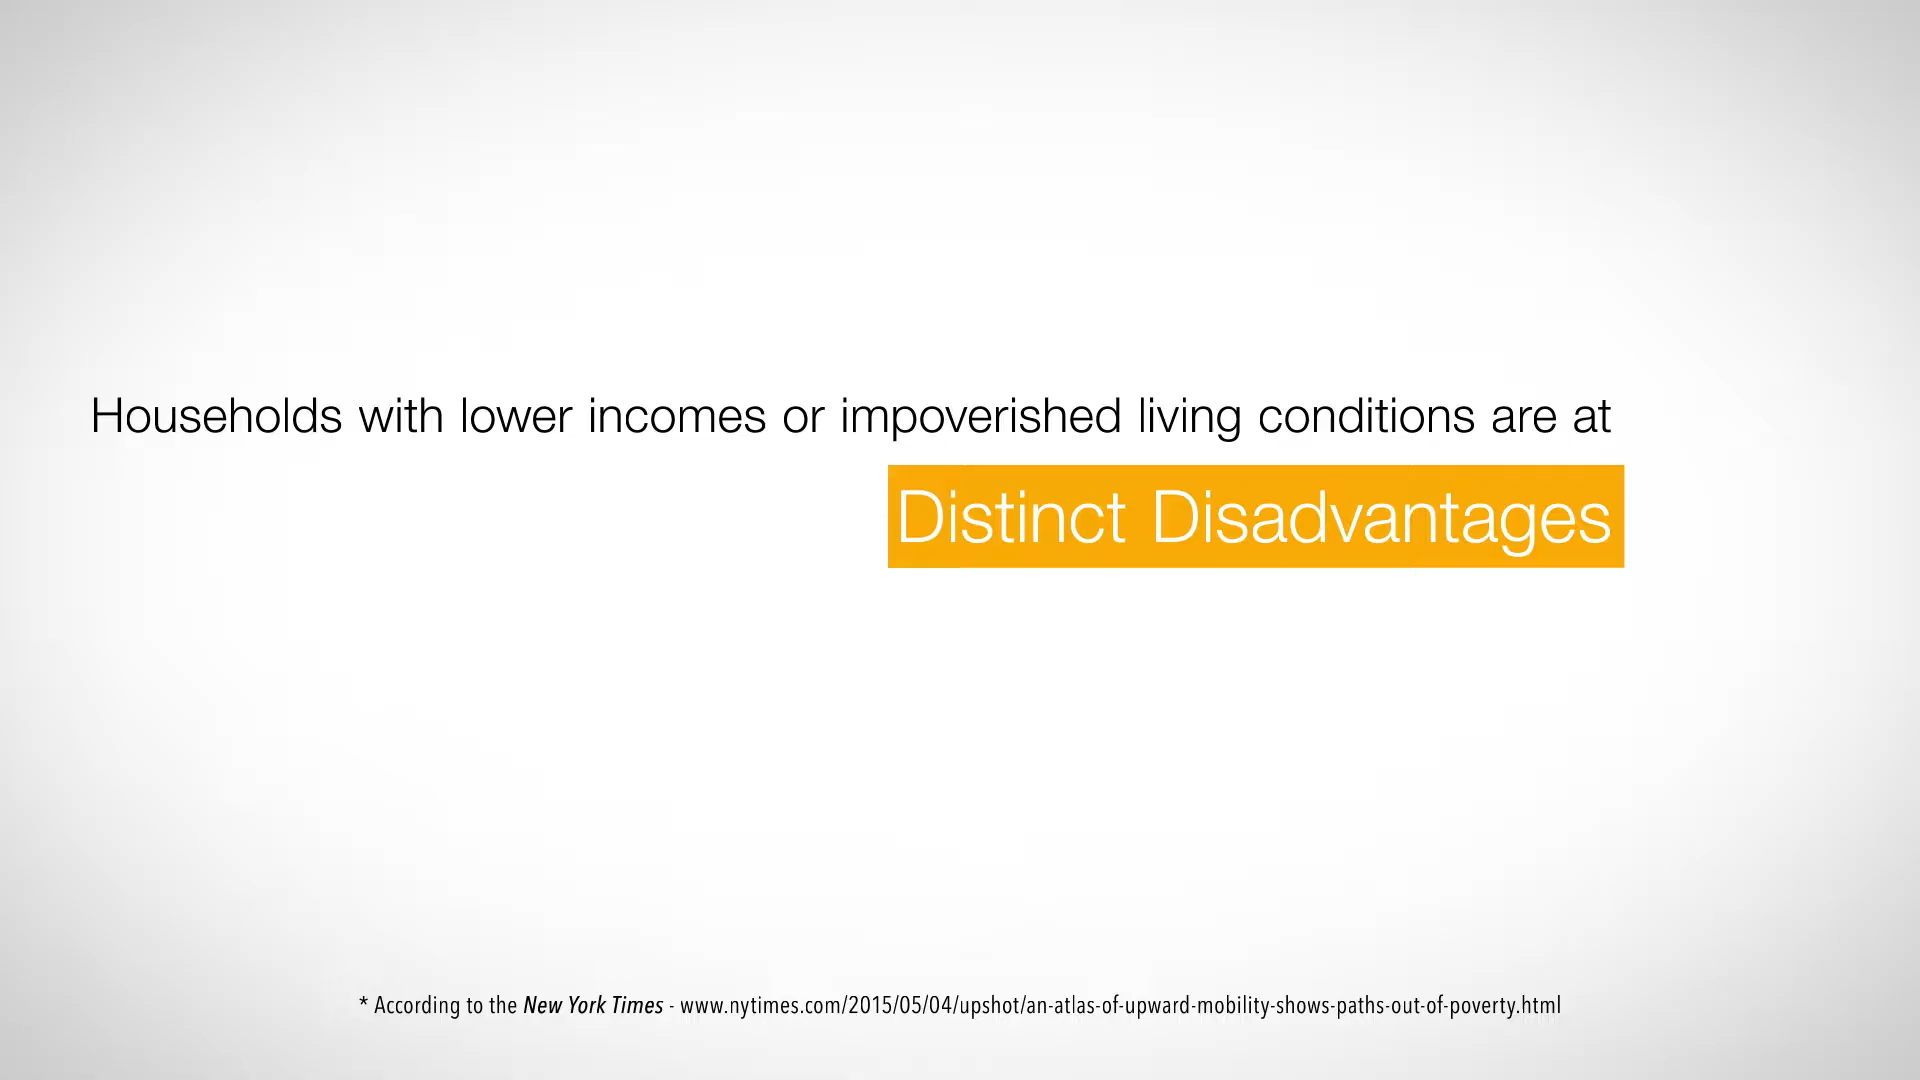 Households with lower incomes or impoverished living conditions are at
Distinct Disadvantages
* According to the New York Times - www.nytimes.com/2015/05/04/upshot/an-atlas-of-upward-mobility-shows-paths-out-of-poverty.html